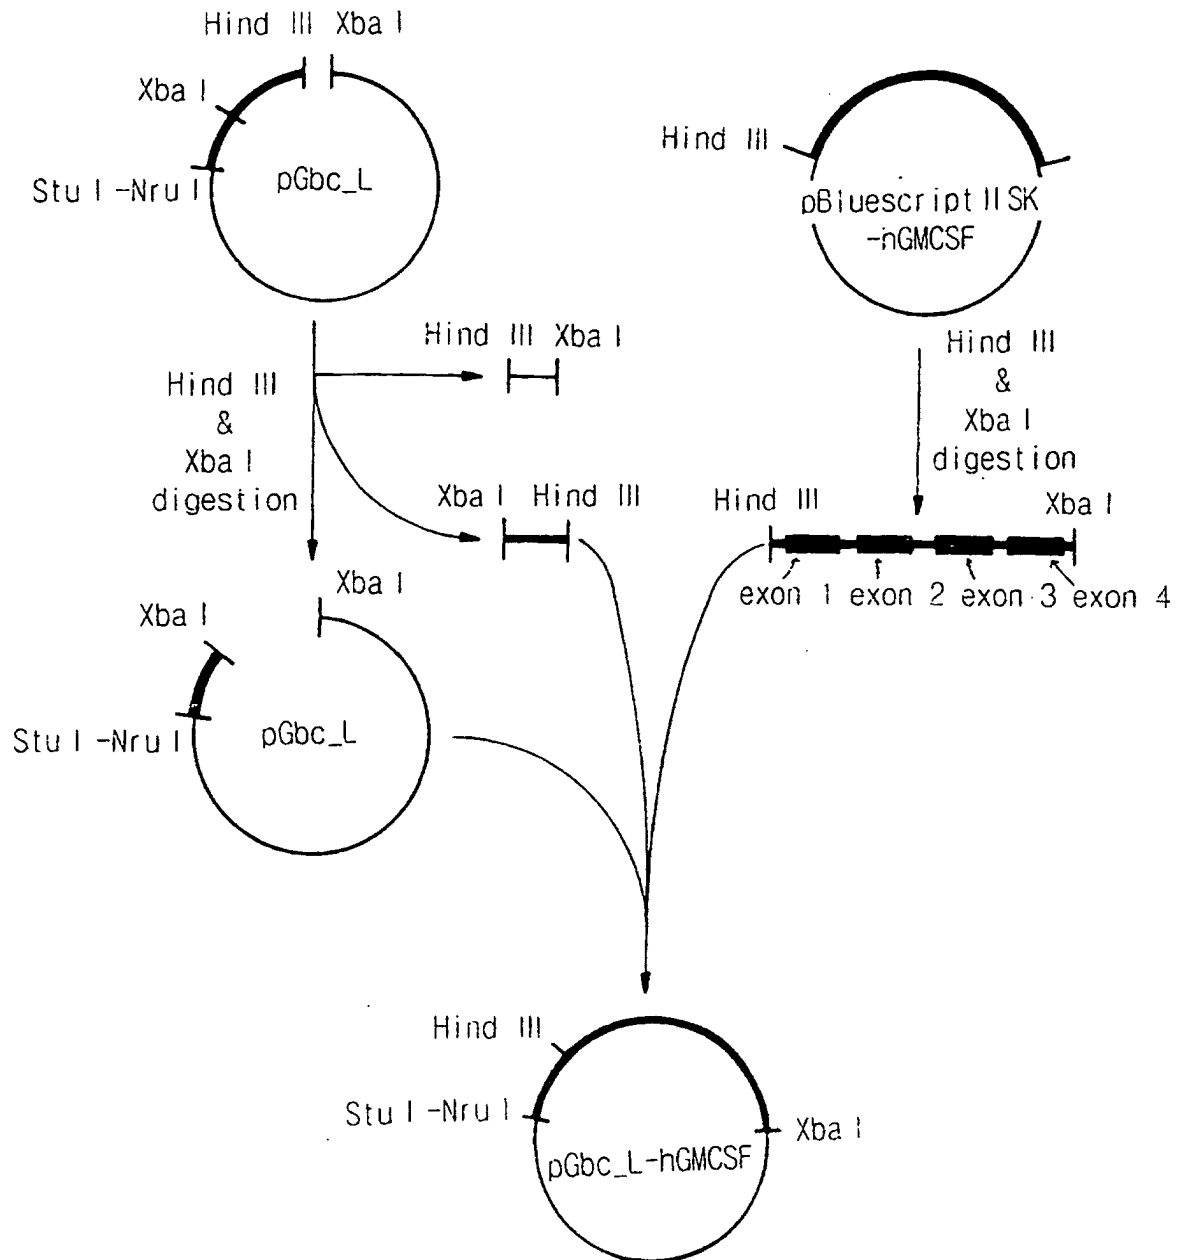 Hind III Xba I
Xba I
Stu I -Nru I
pGbc_L
Hind III
pBluescript II SK
-hGMCSF
Hind III
&
Xba I
digestion
Hind III Xba I
Xba I Hind III
Hind III
&
Xba I
digestion
Hind III
Xba I
exon 1 exon 2 exon 3 exon 4
Xba I
Xba I
Stu I -Nru I
pGbc_L
Hind III
Stu I -Nru I
Xba I
pGbc_L-hGMCSF